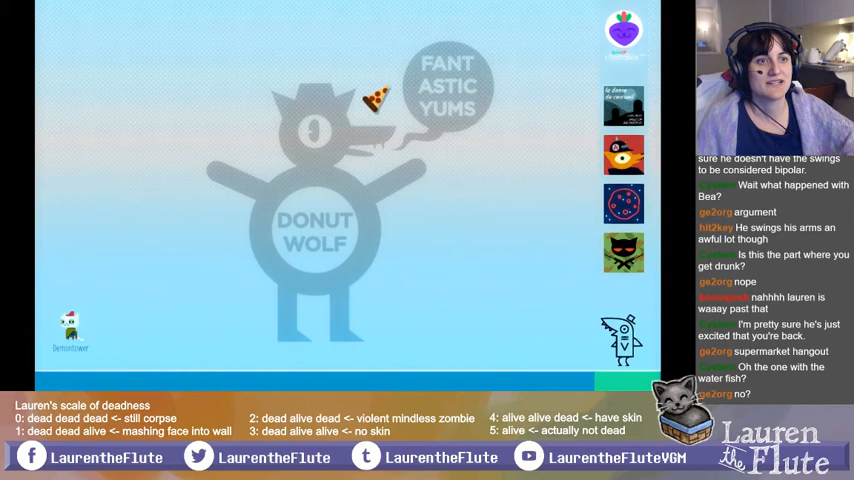 FANT
ASTIC
YUMS
DONUT
WOLF
la danse
Demontower
sure he doesn't have the swings
to be considered bipolar.
Wait what happened with
Bea?
ge2org argument
hit2key He swings his arms an
awful lot though
Is this the part where you
get drunk?
ge2org nope
nahhhh lauren is
waaay past that
I'm pretty sure he's just
excited that you're back.
ge2org supermarket hangout
Oh the one with the
water fish?
ge2org no?
Lauren's scale of deadness
0: dead dead dead <- still corpse
1: dead dead alive <- mashing face into wall
2: dead alive dead <- violent mindless zombie
3: dead alive alive <- no skin
4: alive alive dead <- have skin
5: alive <- actually not dead
Lauren
the Flute
LaurentheFlute
LaurentheFlute
LaurentheFlute
LaurentheFluteVGM